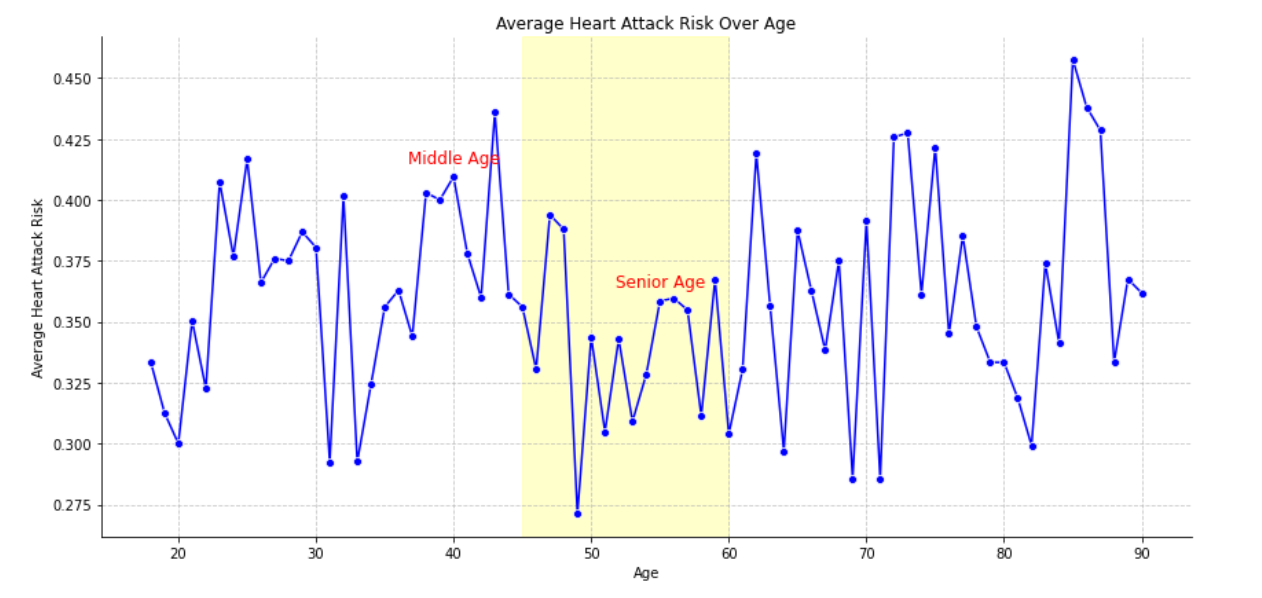 Average Heart Attack Risk Over Age
Average Heart Attack Risk
0.450
0.425
0.400
0.375
0.350
0.325
0.300
0.275
Middle Age
Senior Age
20 30 40 50 60 70 80 90
Age